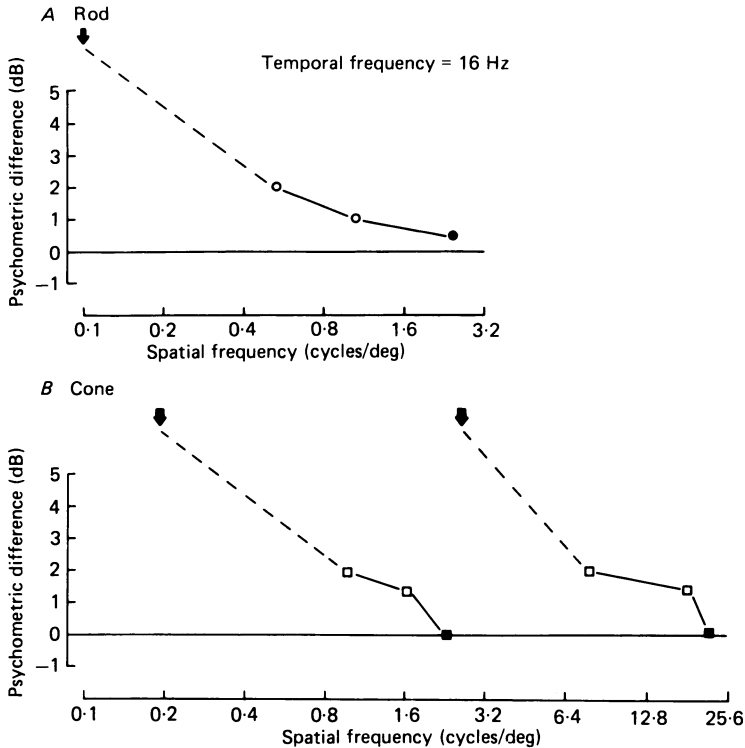 A Rod
Temporal frequency = 16 Hz
Psychometric difference (dB)
5
4
3
2
1
0
−1
0·1 0·2 0·4 0·8 1·6 3·2
Spatial frequency (cycles/deg)
B Cone
Psychometric difference (dB)
5
4
3
2
1
0
−1
0·1 0·2 0·4 0·8 1·6 3·2 6·4 12·8 25·6
Spatial frequency (cycles/deg)